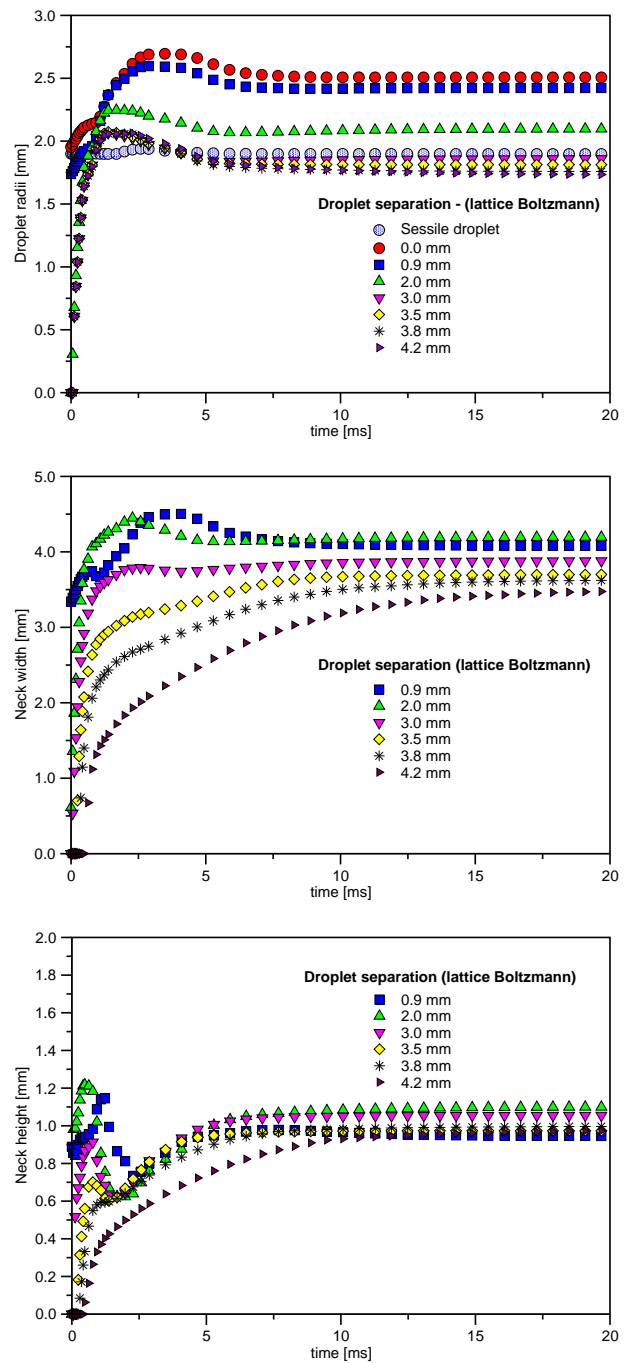 3.0
2.5
2.0
1.5
1.0
0.5
0.0
Droplet radii [mm]
Droplet separation - (lattice Boltzmann)
Sessile droplet
0.0 mm
0.9 mm
2.0 mm
3.0 mm
3.5 mm
3.8 mm
4.2 mm
0 5 10 15 20
time [ms]
5.0
4.0
3.0
2.0
1.0
0.0
Neck width [mm]
Droplet separation (lattice Boltzmann)
0.9 mm
2.0 mm
3.0 mm
3.5 mm
3.8 mm
4.2 mm
0 5 10 15 20
time [ms]
2.0
1.8
1.6
1.4
1.2
1.0
0.8
0.6
0.4
0.2
0.0
Neck height [mm]
Droplet separation (lattice Boltzmann)
0.9 mm
2.0 mm
3.0 mm
3.5 mm
3.8 mm
4.2 mm
0 5 10 15 20
time [ms]